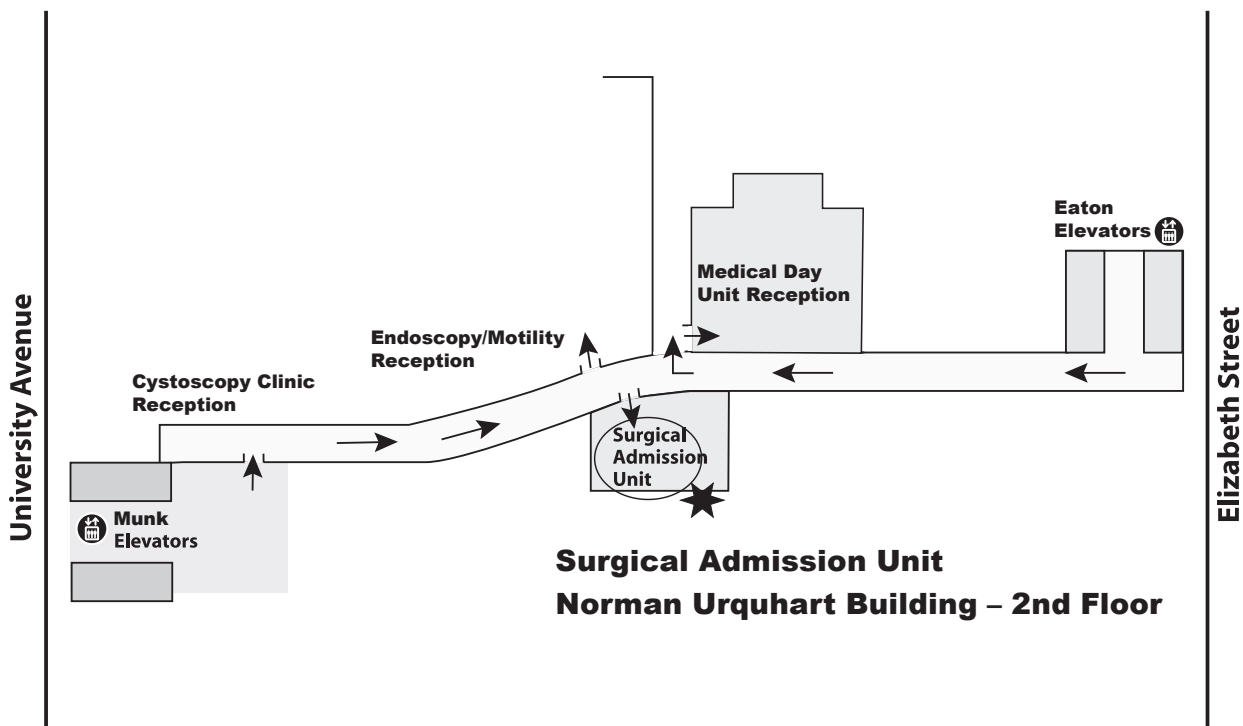 University Avenue
Cystoscopy Clinic
Reception
Munk
Elevators
Endoscopy/Motility
Reception
Surgical
Admission
Unit
Medical Day
Unit Reception
Eaton
Elevators
Elizabeth Street
Surgical Admission Unit
Norman Urquhart Building – 2nd Floor